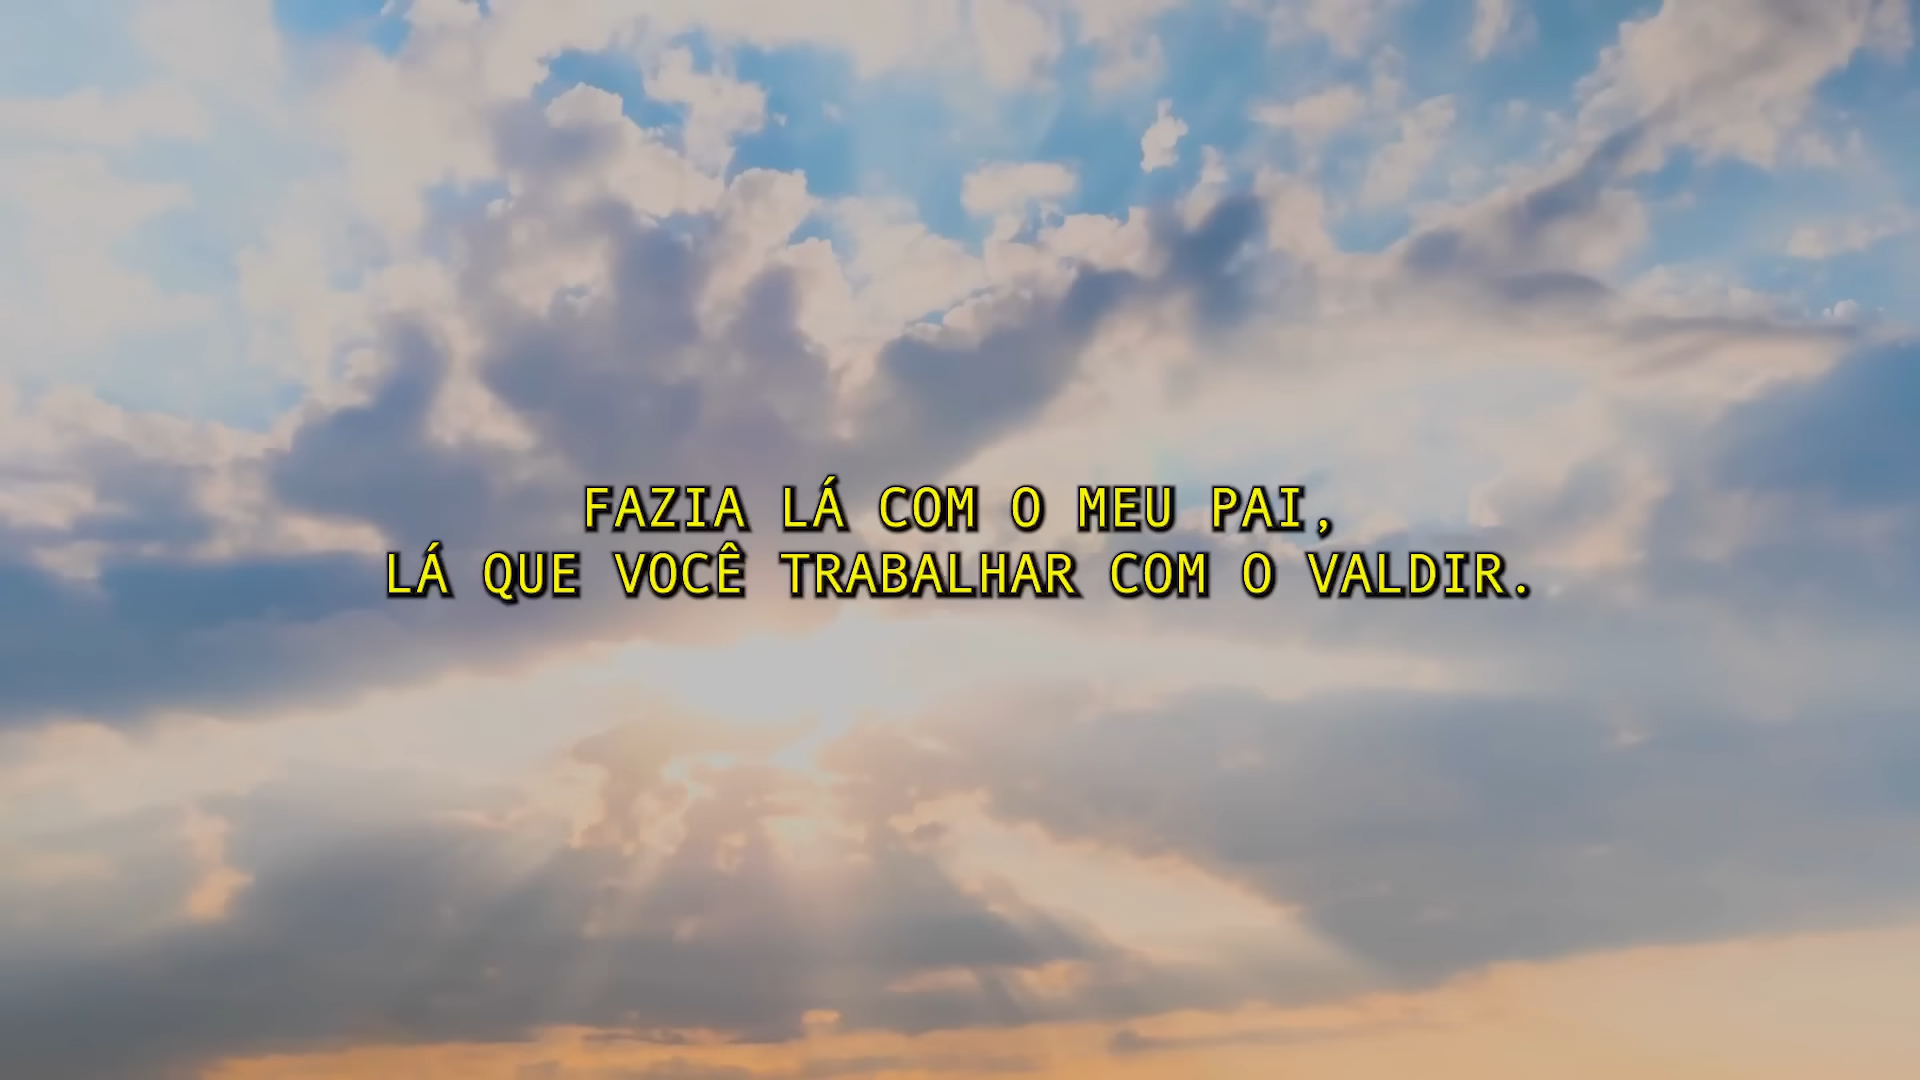 FAZIA LÁ COM O MEU PAI,
LÁ QUE VOCÊ TRABALHAR COM O VALDIR.